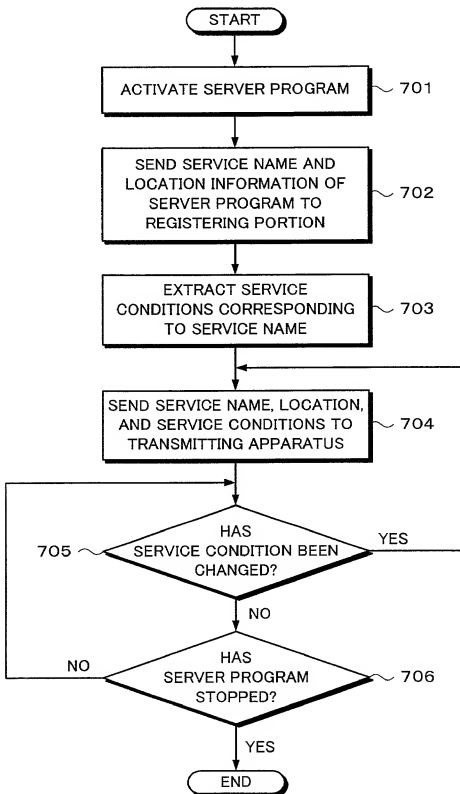 START
ACTIVATE SERVER PROGRAM
701
SEND SERVICE NAME AND
LOCATION INFORMATION OF
SERVER PROGRAM TO
REGISTERING PORTION
702
EXTRACT SERVICE
CONDITIONS CORRESPONDING
TO SERVICE NAME
703
SEND SERVICE NAME, LOCATION,
AND SERVICE CONDITIONS TO
TRANSMITTING APPARATUS
704
705
HAS
SERVICE CONDITION BEEN
CHANGED?
YES
NO
NO
HAS
SERVER PROGRAM
STOPPED?
706
YES
END